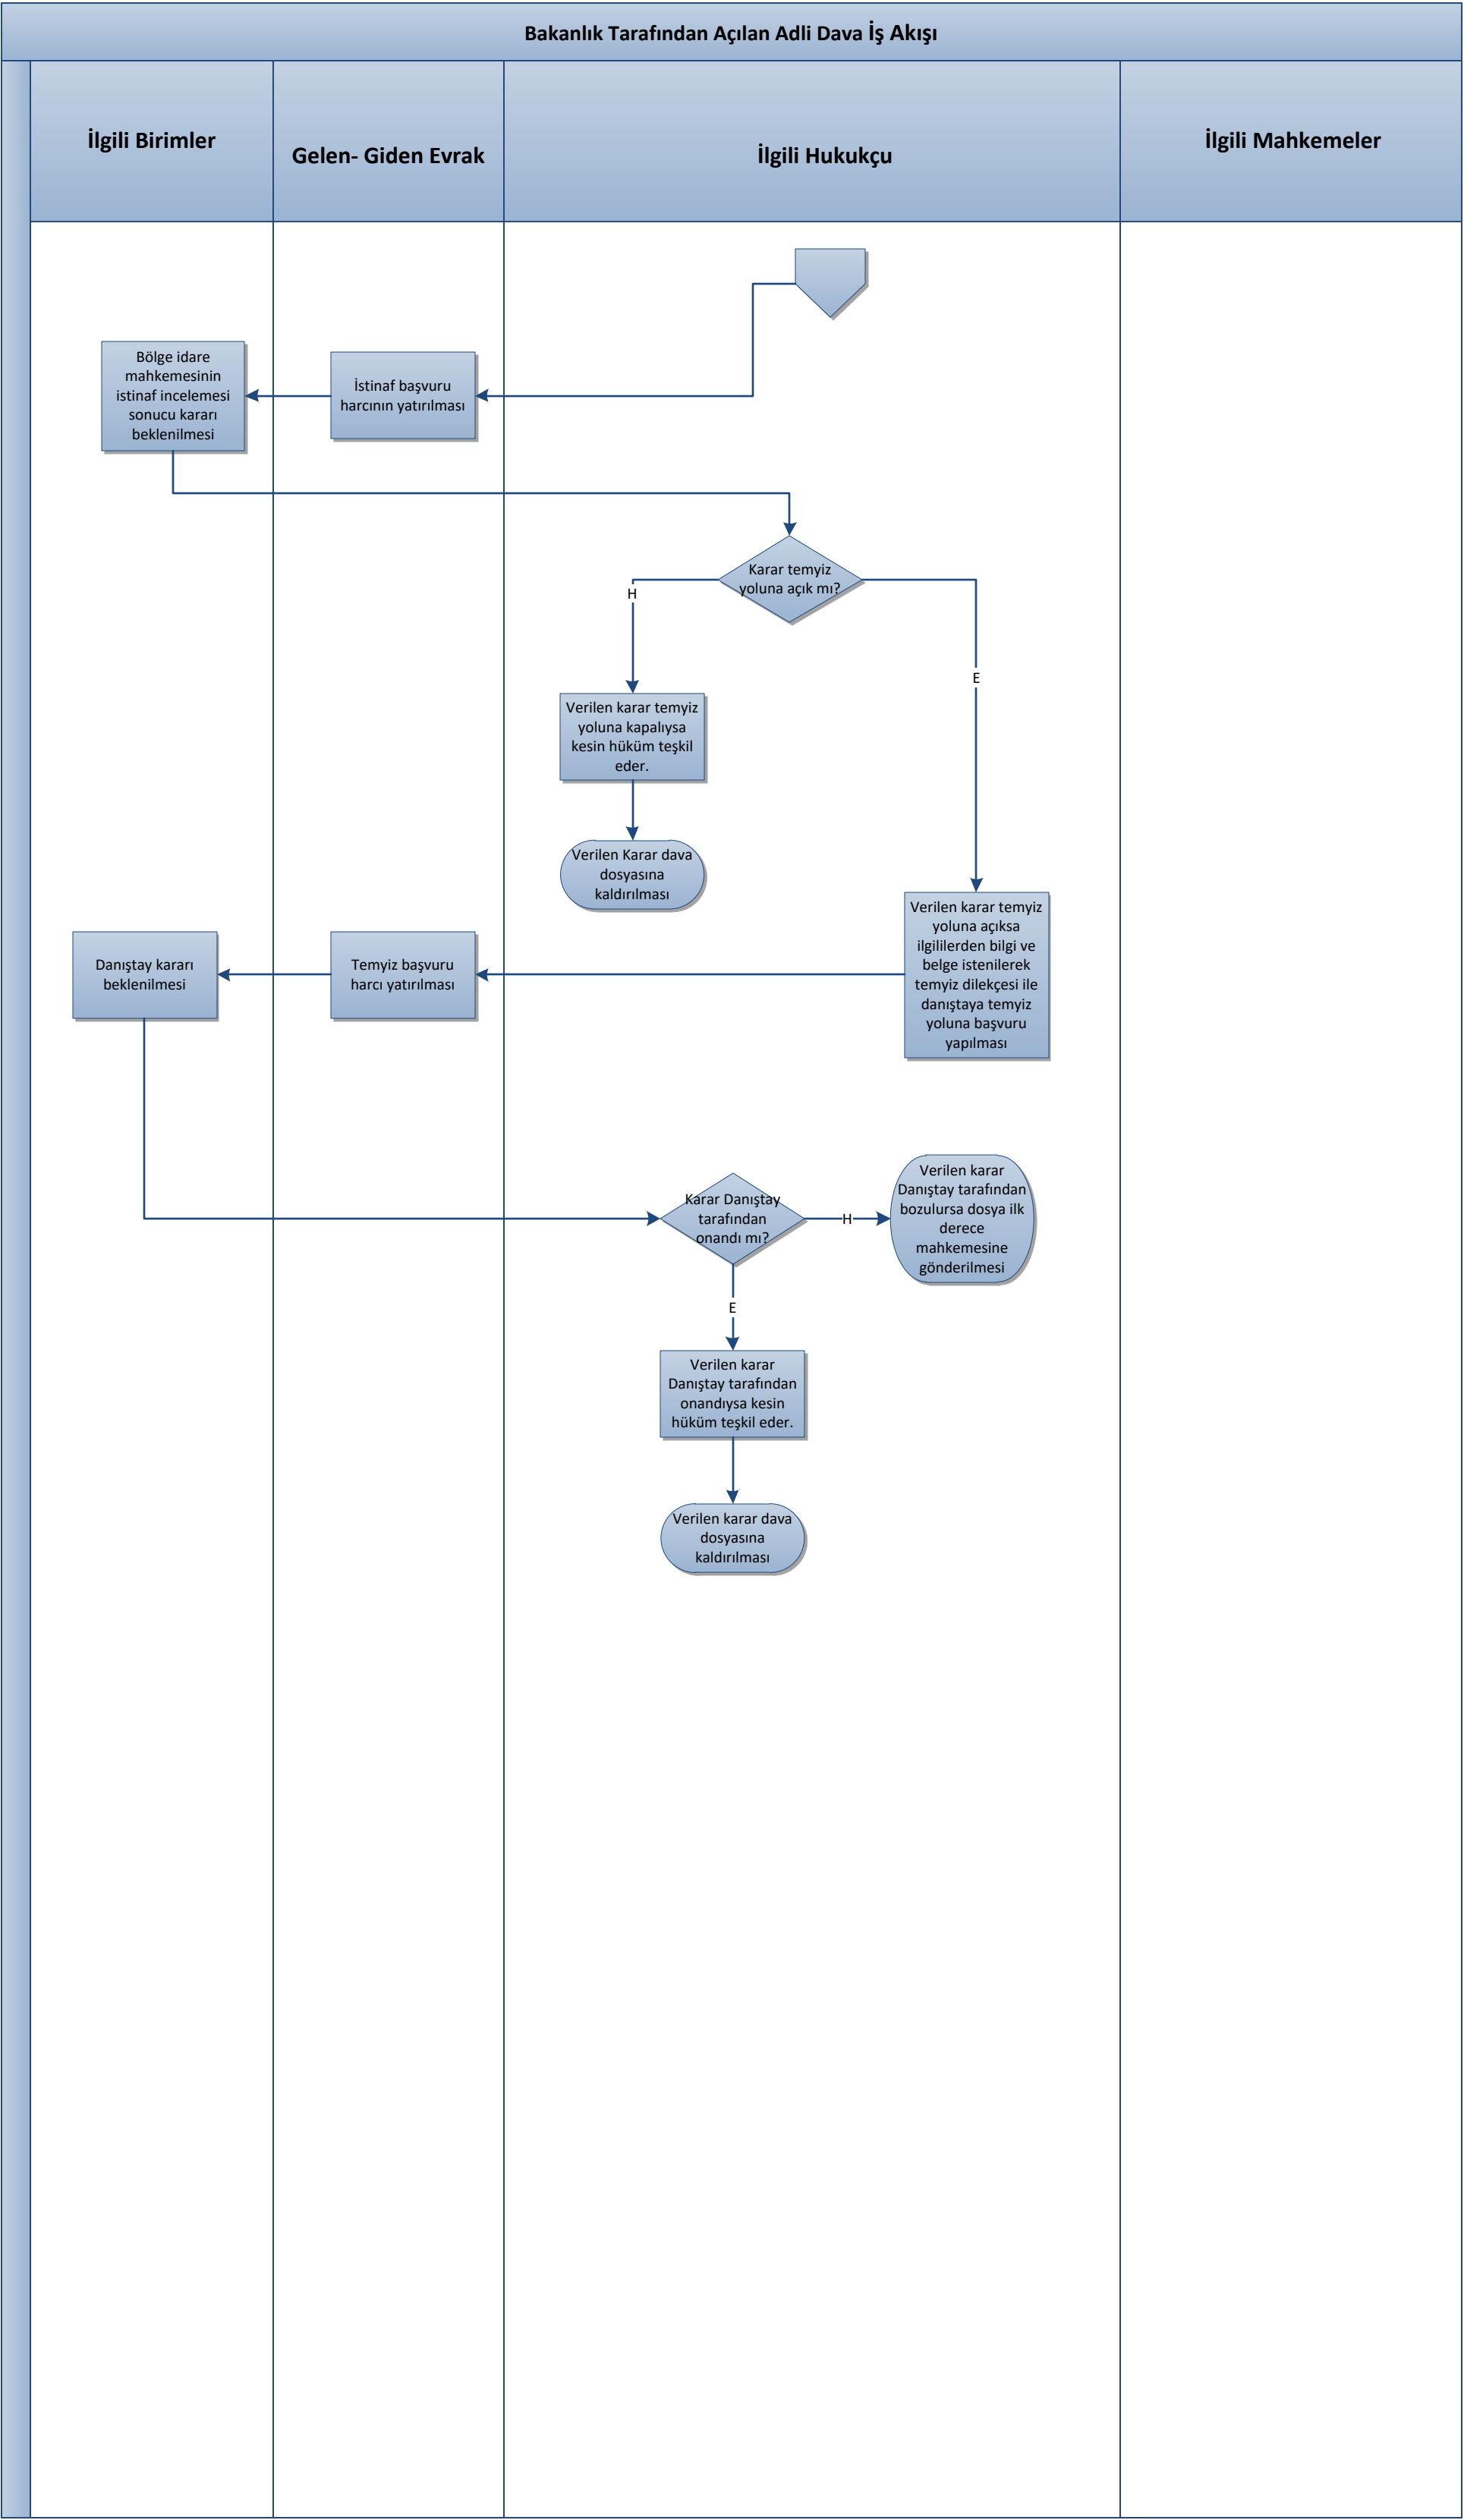 Bakanlık Tarafından Açılan Adli Dava İş Akışı
İlgili Birimler
Gelen- Giden Evrak
İlgili Hukukçu
İlgili Mahkemeler
Bölge idare
mahkemesinin
istinaf incelemesi
sonucu kararı
beklenilmesi
İstinaf başvuru
harcının yatırılması
Karar temyiz
yoluna açık mı?
H
E
Verilen karar temyiz
yoluna kapalıysa
kesin hüküm teşkil
eder.
Verilen Karar dava
dosyasına
kaldırılması
Verilen karar temyiz
yoluna açıksa
ilgililerden bilgi ve
belge istenilerek
temyiz dilekçesi ile
danıştaya temyiz
yoluna başvuru
yapılması
Temyiz başvuru
harcı yatırılması
Danıştay kararı
beklenilmesi
Karar Danıştay
tarafından
onandı mı?
H
Verilen karar
Danıştay tarafından
bozulursa dosya ilk
derece
mahkemesine
gönderilmesi
E
Verilen karar
Danıştay tarafından
onandıysa kesin
hüküm teşkil eder.
Verilen karar dava
dosyasına
kaldırılması